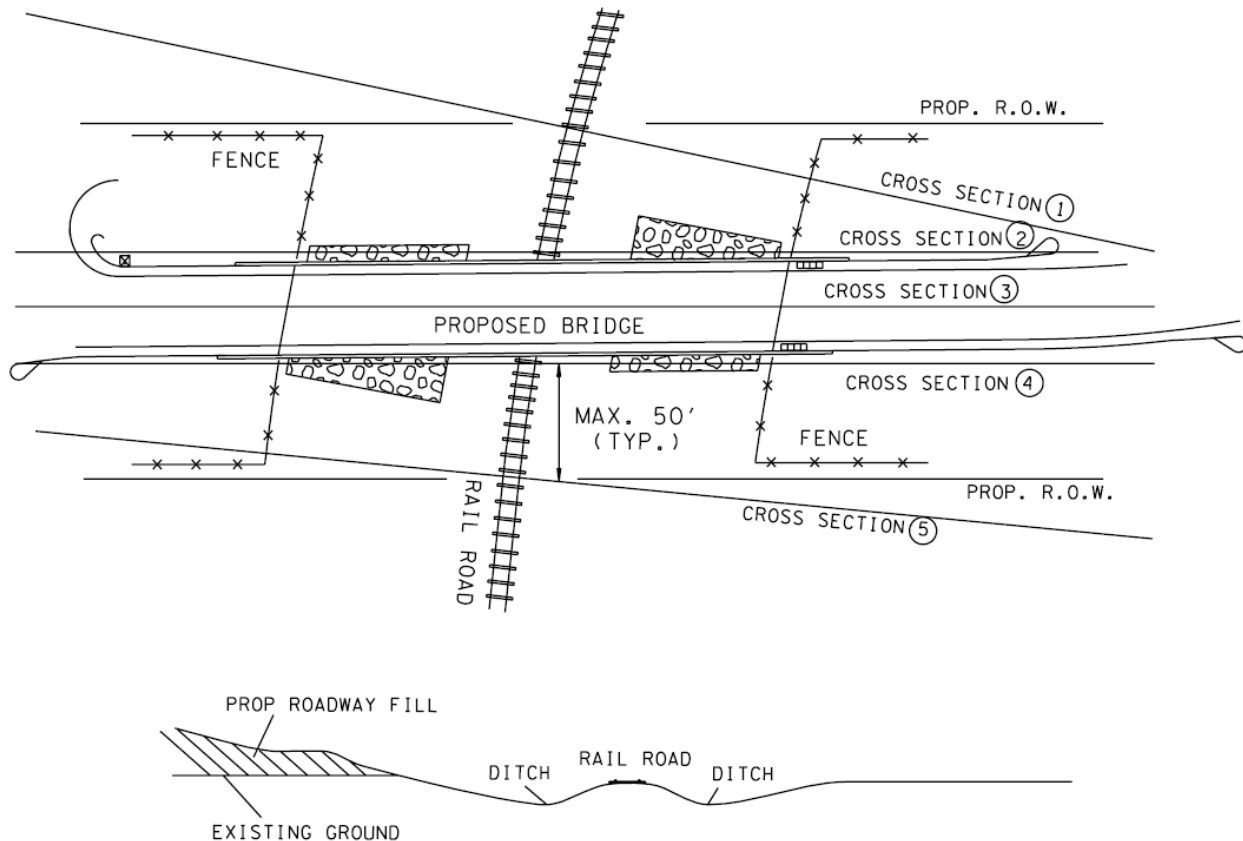 PROP. R.O.W.
FENCE
CROSS SECTION 1
CROSS SECTION 2
CROSS SECTION 3
PROPOSED BRIDGE
CROSS SECTION 4
MAX. 50'
(TYP.)
FENCE
RAIL ROAD
PROP. R.O.W.
CROSS SECTION 5
PROP ROADWAY FILL
RAIL ROAD
DITCH
DITCH
EXISTING GROUND